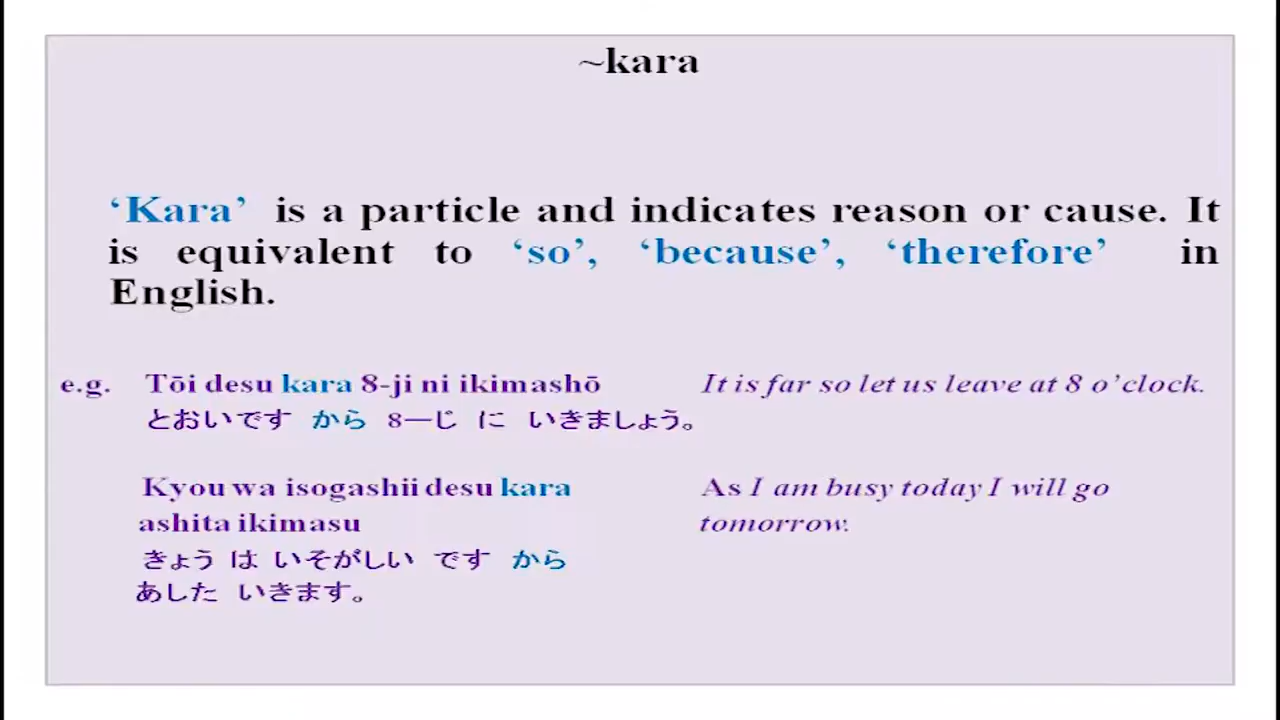 ~kara
‘Kara’ is a particle and indicates reason or cause. It
is equivalent to ‘so’, ‘because’, ‘therefore’ in
English.
e.g. Tōi desu kara 8-ji ni ikimashō It is far so let us leave at 8 o’clock.
とおいです から 8―じ に いきましょう。
Kyou wa isogashii desu kara As I am busy today I will go
ashita ikimasu tomorrow.
きょう は いそがしい です から
あした いきます。